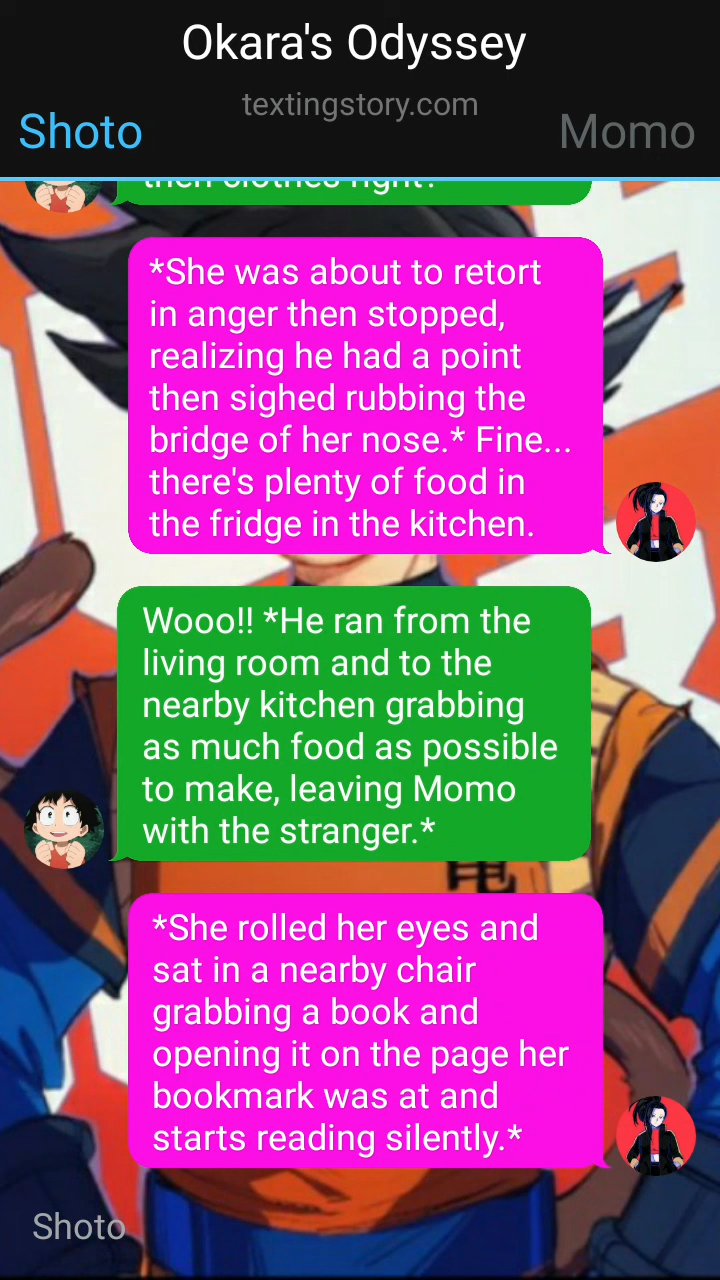 Okara's Odyssey
textingstory.com
Shoto
Momo
then clothes right?
*She was about to retort
in anger then stopped,
realizing he had a point
then sighed rubbing the
bridge of her nose.* Fine...
there's plenty of food in
the fridge in the kitchen.
Wooo!! *He ran from the
living room and to the
nearby kitchen grabbing
as much food as possible
to make, leaving Momo
with the stranger.*
*She rolled her eyes and
sat in a nearby chair
grabbing a book and
opening it on the page her
bookmark was at and
starts reading silently.*
Shoto